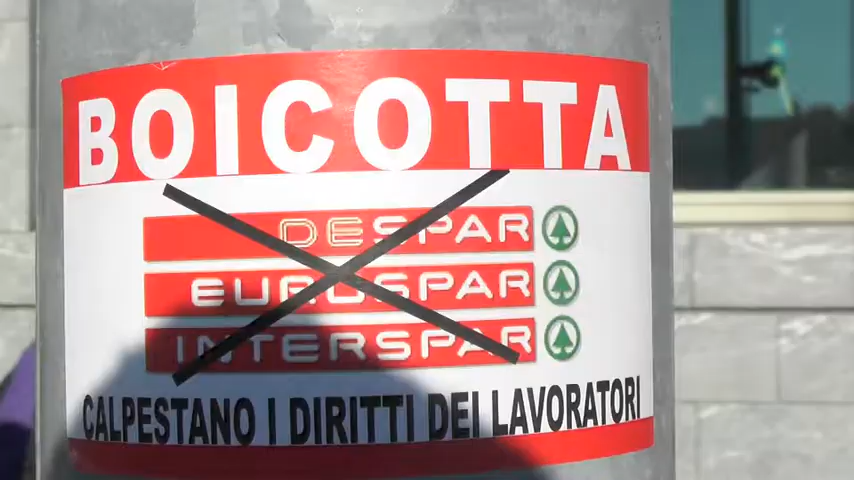 BOICOTTA
DESPAR
EUROSPAR
INTERSPAR
CALPESTANO I DIRITTI DEI LAVORATORI